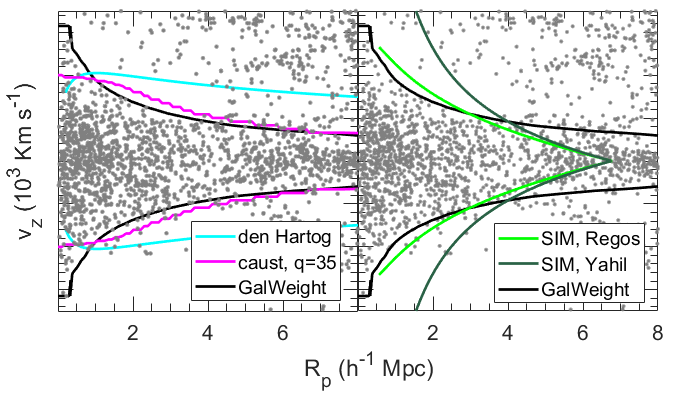 v_z (10^3 Km s^-1)
den Hartog
caust, q=35
GalWeight
SIM, Regos
SIM, Yahil
GalWeight
2 4 6 2 4 6 8
R_p (h^-1 Mpc)